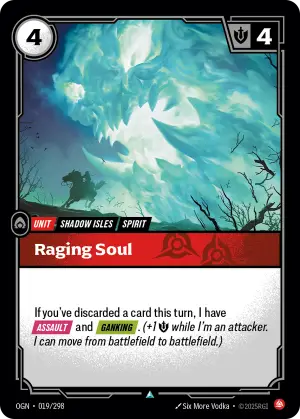 4
4
UNIT SHADOW ISLES SPIRIT
Raging Soul
If you've discarded a card this turn, I have
ASSAULT and GANKING. (+1 while I'm an attacker.
I can move from battlefield to battlefield.)
OGN • 019/298 Six More Vodka • ©2025RGI